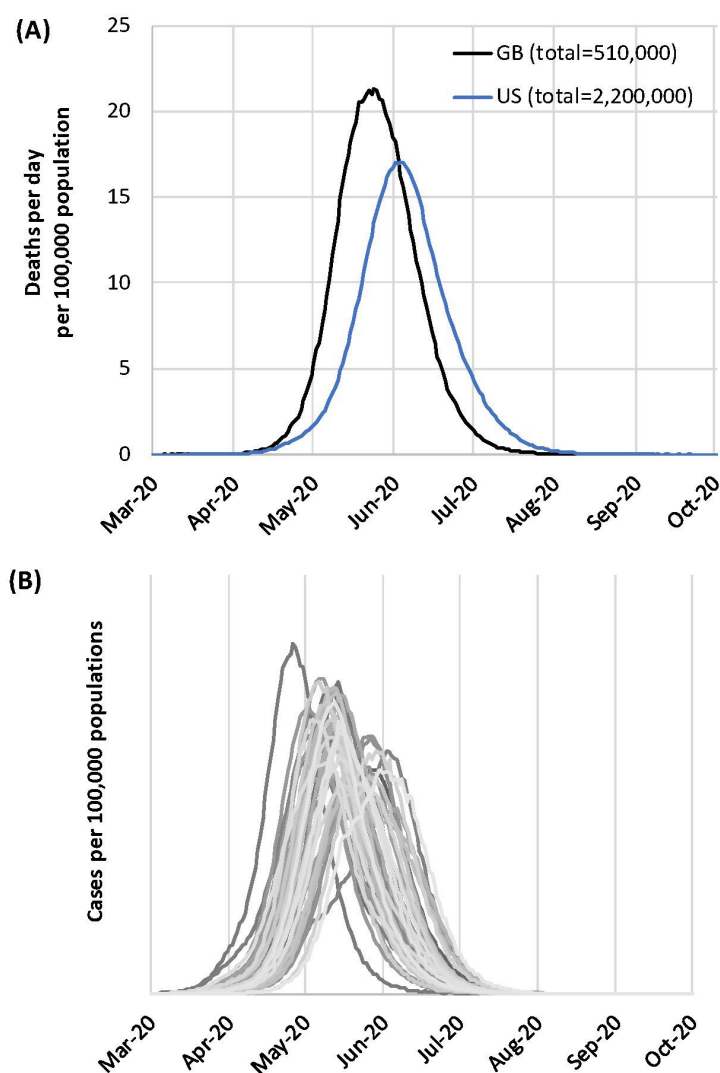 (A)
25
20
15
10
5
0
Deaths per day
per 100,000 population
GB (total=510,000)
US (total=2,200,000)
Mar-20
Apr-20
May-20
Jun-20
Jul-20
Aug-20
Sep-20
Oct-20
(B)
Cases per 100,000 populations
Mar-20
Apr-20
May-20
Jun-20
Jul-20
Aug-20
Sep-20
Oct-20